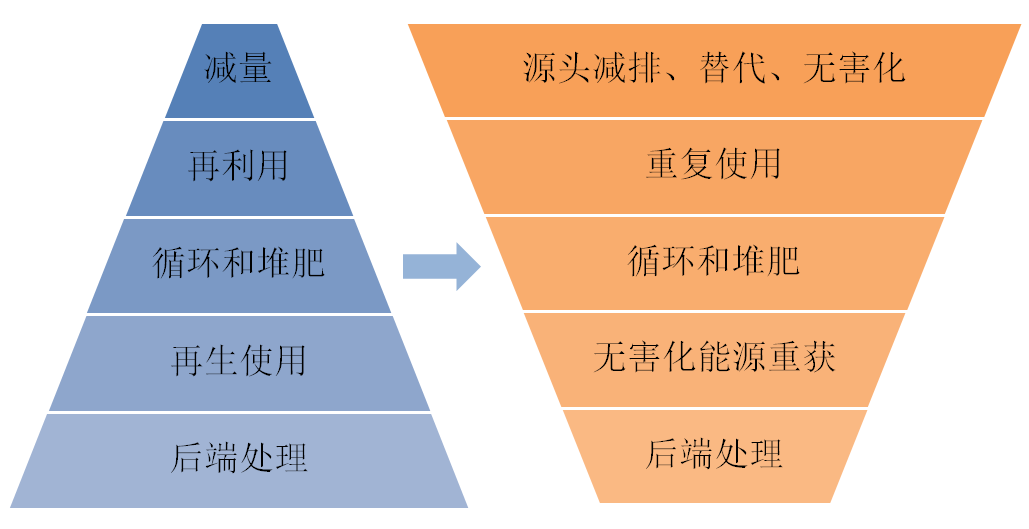 减量
再利用
循环和堆肥
再生使用
后端处理
源头减排、替代、无害化
重复使用
循环和堆肥
无害化能源重获
后端处理